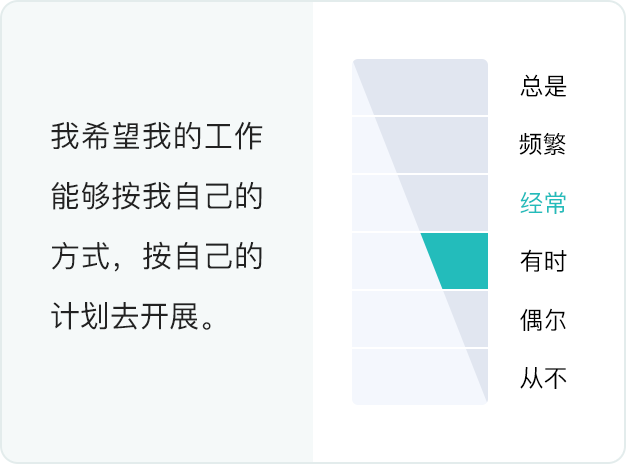 我希望我的工作
能够按我自己的
方式，按自己的
计划去开展。
总是
频繁
经常
有时
偶尔
从不